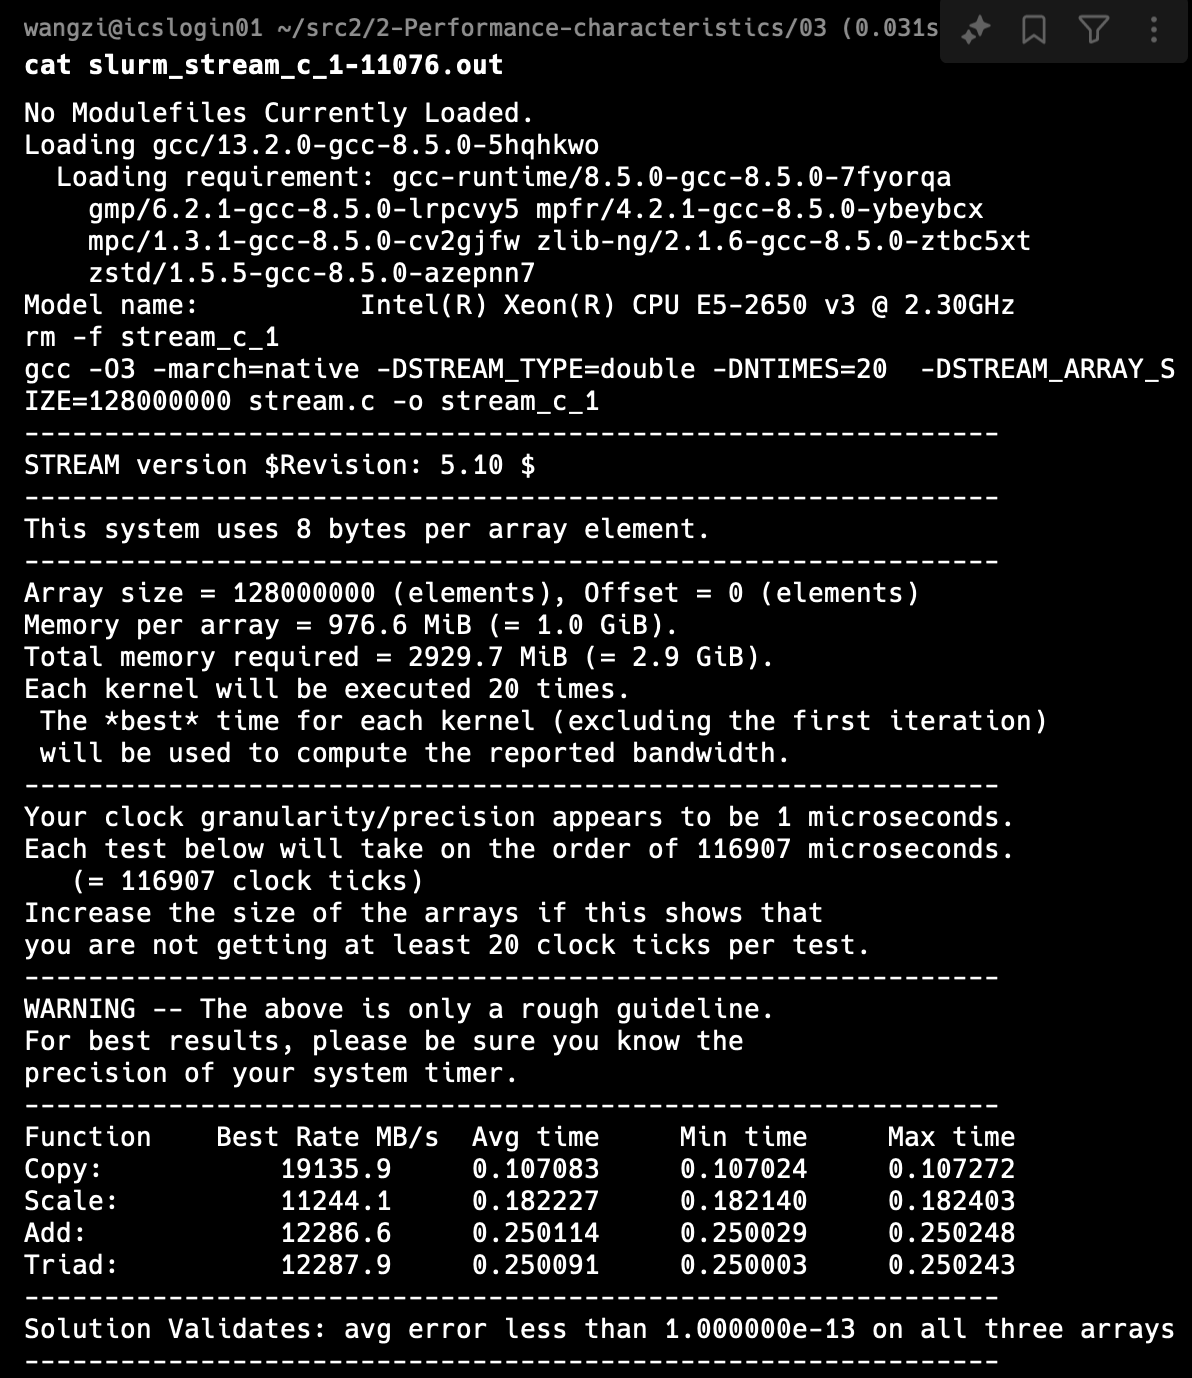 wangzi@icslogin01 ~/src2/2-Performance-characteristics/03 (0.031s
cat slurm_stream_c_1-11076.out
No Modulefiles Currently Loaded.
Loading gcc/13.2.0-gcc-8.5.0-5hqhkwo
  Loading requirement: gcc-runtime/8.5.0-gcc-8.5.0-7fyorqa
    gmp/6.2.1-gcc-8.5.0-lrpcvy5 mpfr/4.2.1-gcc-8.5.0-ybeybcx
    mpc/1.3.1-gcc-8.5.0-cv2gjfw zlib-ng/2.1.6-gcc-8.5.0-ztbc5xt
    zstd/1.5.5-gcc-8.5.0-azepnn7
Model name:          Intel(R) Xeon(R) CPU E5-2650 v3 @ 2.30GHz
rm -f stream_c_1
gcc -O3 -march=native -DSTREAM_TYPE=double -DNTIMES=20  -DSTREAM_ARRAY_S
IZE=128000000 stream.c -o stream_c_1
-------------------------------------------------------------
STREAM version $Revision: 5.10 $
-------------------------------------------------------------
This system uses 8 bytes per array element.
-------------------------------------------------------------
Array size = 128000000 (elements), Offset = 0 (elements)
Memory per array = 976.6 MiB (= 1.0 GiB).
Total memory required = 2929.7 MiB (= 2.9 GiB).
Each kernel will be executed 20 times.
 The *best* time for each kernel (excluding the first iteration)
 will be used to compute the reported bandwidth.
-------------------------------------------------------------
Your clock granularity/precision appears to be 1 microseconds.
Each test below will take on the order of 116907 microseconds.
   (= 116907 clock ticks)
Increase the size of the arrays if this shows that
you are not getting at least 20 clock ticks per test.
-------------------------------------------------------------
WARNING -- The above is only a rough guideline.
For best results, please be sure you know the
precision of your system timer.
-------------------------------------------------------------
Function    Best Rate MB/s  Avg time     Min time     Max time
Copy:           19135.9     0.107083     0.107024     0.107272
Scale:          11244.1     0.182227     0.182140     0.182403
Add:            12286.6     0.250114     0.250029     0.250248
Triad:          12287.9     0.250091     0.250003     0.250243
-------------------------------------------------------------
Solution Validates: avg error less than 1.000000e-13 on all three arrays
-------------------------------------------------------------